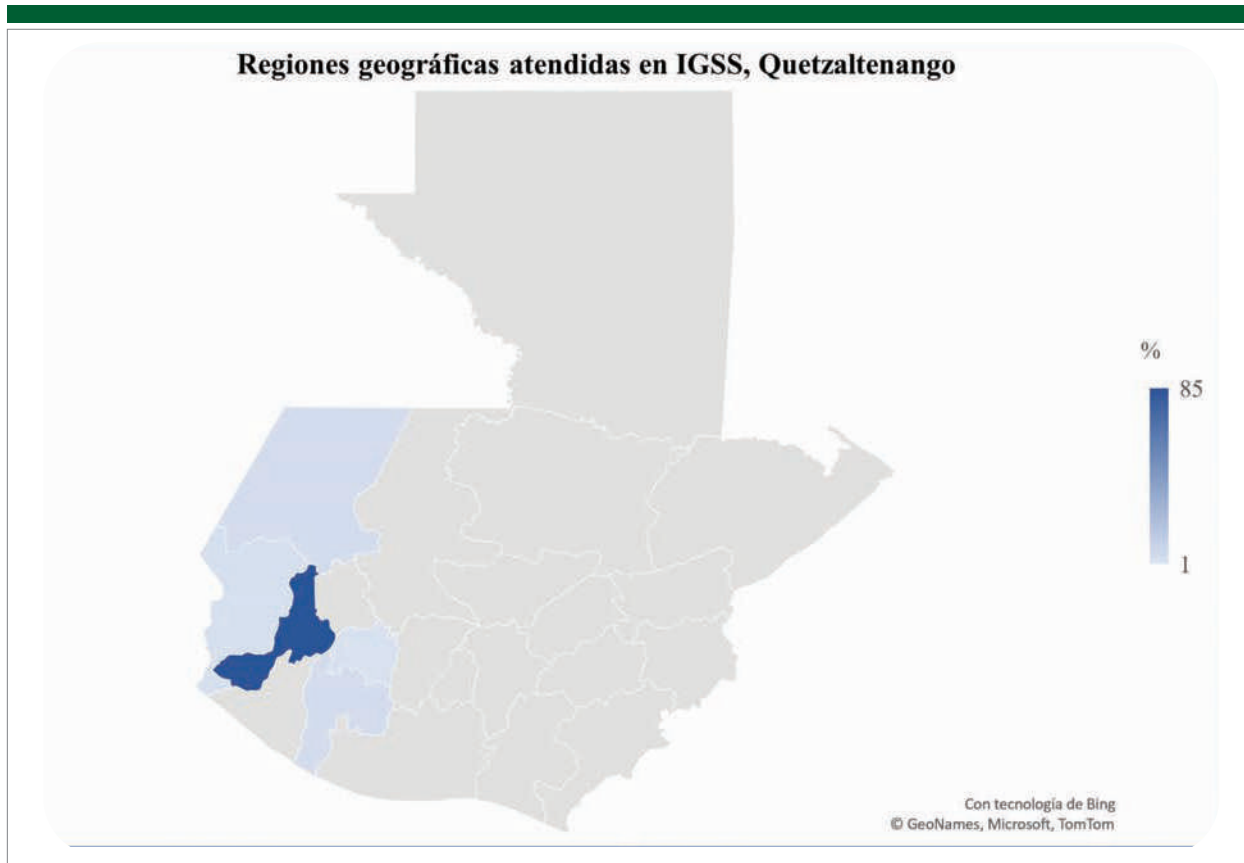 Regiones geográficas atendidas en IGSS, Quetzaltenango
%
85
1
Con tecnología de Bing
© GeoNames, Microsoft, TomTom